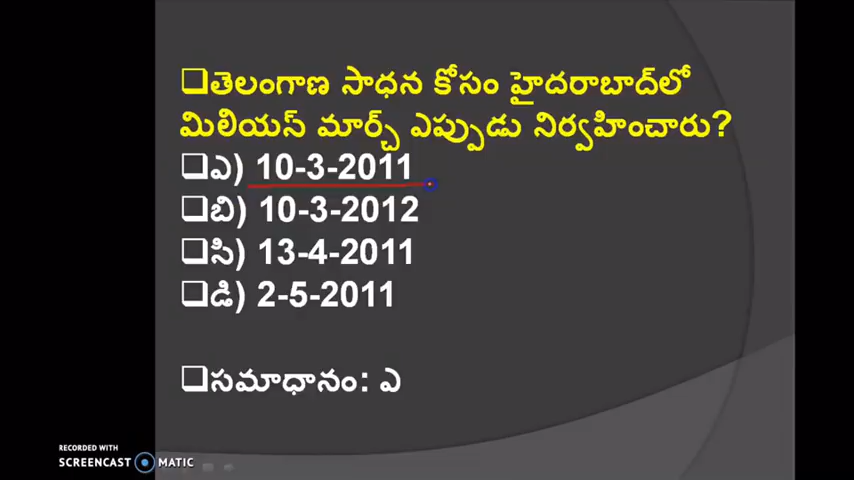 ❑తెలంగాణ సాధన కోసం హైదరాబాద్‌లో
మిలియన్ మార్చ్ ఎప్పుడు నిర్వహించారు?
❑ఎ) 10-3-2011
❑బి) 10-3-2012
❑సి) 13-4-2011
❑డి) 2-5-2011
❑సమాధానం: ఎ
RECORDED WITH
SCREENCAST MATIC